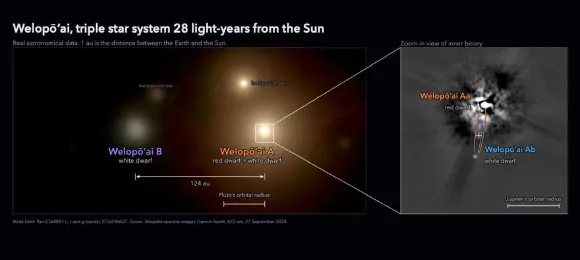 Welopō'ai, triple star system 28 light-years from the Sun
Real astronomical data. 1 au is the distance between the Earth and the Sun.
Zoom-in view of inner binary
background star
Welopō'ai Aa
red dwarf
Welopō'ai B
white dwarf
Welopō'ai A
red dwarf + white dwarf
Welopō'ai Ab
white dwarf
124 au
Pluto's orbital radius
Jupiter's orbital radius